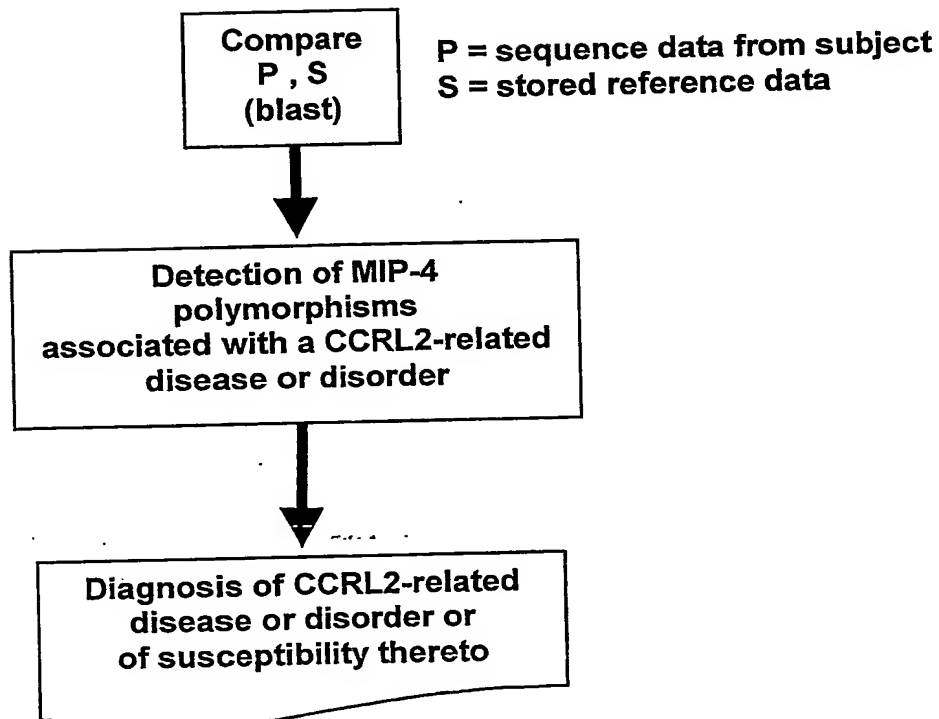 Compare
P , S
(blast)
P = sequence data from subject
S = stored reference data
Detection of MIP-4
polymorphisms
associated with a CCRL2-related
disease or disorder
Diagnosis of CCRL2-related
disease or disorder or
of susceptibility thereto